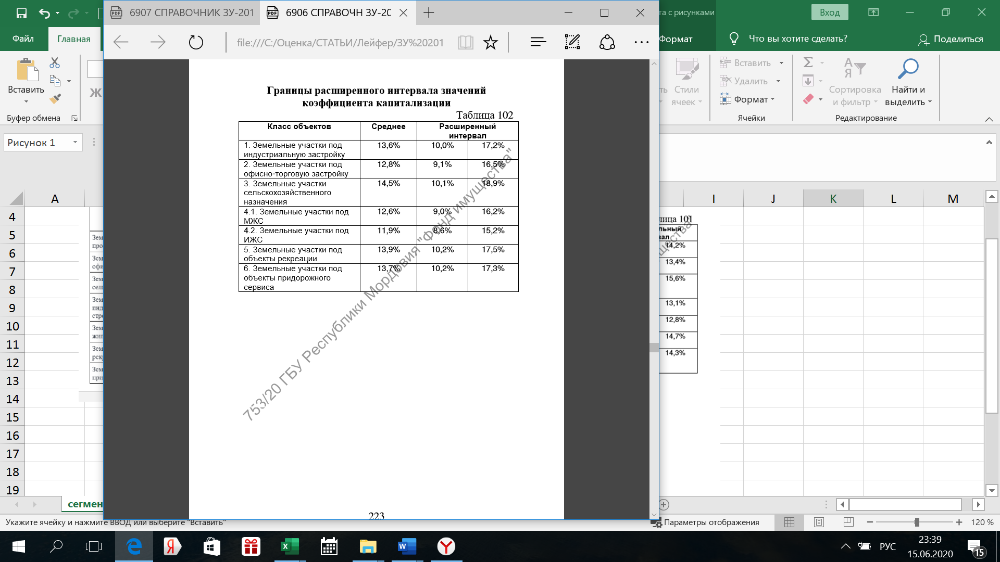 6907 СПРАВОЧНИК ЗУ-201
6906 СПРАВОЧН ЗУ-20
та с рисунками
Вход
Файл
Главная
file:///C:/Оценка/СТАТЬИ/Лейфер/ЗУ%20201
Формат
Что вы хотите сделать?
Поделиться
Вставить
Ж
Буфер обмена
Стили
ячеек
Вставить
Удалить
Формат
Ячейки
Сортировка
и фильтр
Найти и
выделить
Редактирование
Рисунок 1
Границы расширенного интервала значений
коэффициента капитализации
Таблица 102
Класс объектов Среднее Расширенный
интервал
1. Земельные участки под
индустриальную застройку 13,6% 10,0% 17,2%
2. Земельные участки под
офисно-торговую застройку 12,8% 9,1% 16,5%
3. Земельные участки
сельскохозяйственного
назначения 14,5% 10,1% 18,9%
4.1. Земельные участки под
МЖС 12,6% 9,0% 16,2%
4.2. Земельные участки под
ИЖС 11,9% 8,6% 15,2%
5. Земельные участки под
объекты рекреации 13,9% 10,2% 17,5%
6. Земельные участки под
объекты придорожного
сервиса 13,7% 10,2% 17,3%
753/20 ГБУ Республики Мордовия "Фонд имущества"
223
A I J K L M
4
5
6
7
8
9
10
11
12
13
14
15
16
17
18
19
Зем
про
Зем
офи
Зем
сел
Зем
инд
стро
Зем
жил
Зем
рекр
Зем
при
лица 101
льный
вал
14,2%
13,4%
15,6%
13,1%
12,8%
14,7%
14,3%
щества"
сегмен
Укажите ячейку и нажмите ВВОД или выберите "Вставить"
Параметры отображения
120 %
23:39
РУС
15.06.2020
15